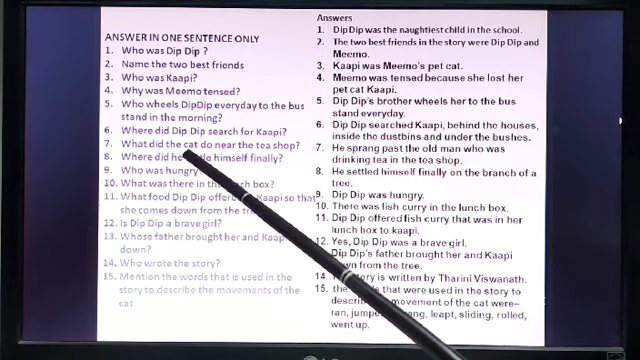 ANSWER IN ONE SENTENCE ONLY
1. Who was Dip Dip ?
2. Name the two best friends
3. Who was Kaapi?
4. Why was Meemo tensed?
5. Who wheels DipDip everyday to the bus
stand in the morning?
6. Where did Dip Dip search for Kaapi?
7. What did the cat do near the tea shop?
8. Where did he himself finally?
9. Who was hungry?
10. What was there in the lunch box?
11. What food Dip Dip to Kaapi so that
she comes down from the
12. Is Dip Dip a brave girl?
13. Whose father brought her and Kaapi
down?
14. Who wrote the story?
15. Mention the words that is used in the
story to describe the movements of the
cat
Answers
1. Dip Dip was the naughtiest child in the school.
2. The two best friends in the story were Dip Dip and
Meemo.
3. Kaapi was Meemo's pet cat.
4. Meemo was tensed because she lost her
pet cat Kaapi.
5. Dip Dip's brother wheels her to the bus
stand everyday.
6. Dip Dip searched Kaapi, behind the houses,
inside the dustbins and under the bushes.
7. He sprang past the old man who was
drinking tea in the tea shop.
8. He settled himself finally on the branch of a
tree.
9. Dip Dip was hungry.
10. There was fish curry in the lunch box.
11. Dip Dip offered fish curry that was in her
lunch box to kaapi.
12. Yes, Dip Dip was a brave girl.
Dip Dip's father brought her and Kaapi
down from the tree.
14. story is written by Tharini Viswanath.
15. the that were used in the story to
describe movement of the cat were–
ran, leapt, sliding, rolled,
went up.